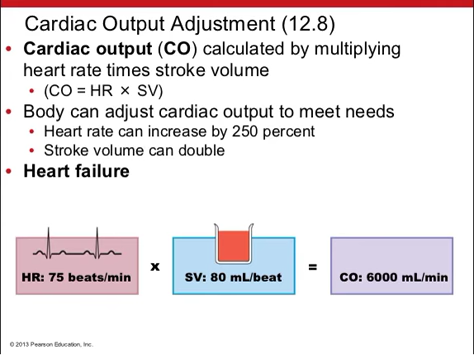 Cardiac Output Adjustment (12.8)
• Cardiac output (CO) calculated by multiplying
heart rate times stroke volume
• (CO = HR × SV)
• Body can adjust cardiac output to meet needs
• Heart rate can increase by 250 percent
• Stroke volume can double
• Heart failure
HR: 75 beats/min x SV: 80 mL/beat = CO: 6000 mL/min
© 2013 Pearson Education, Inc.